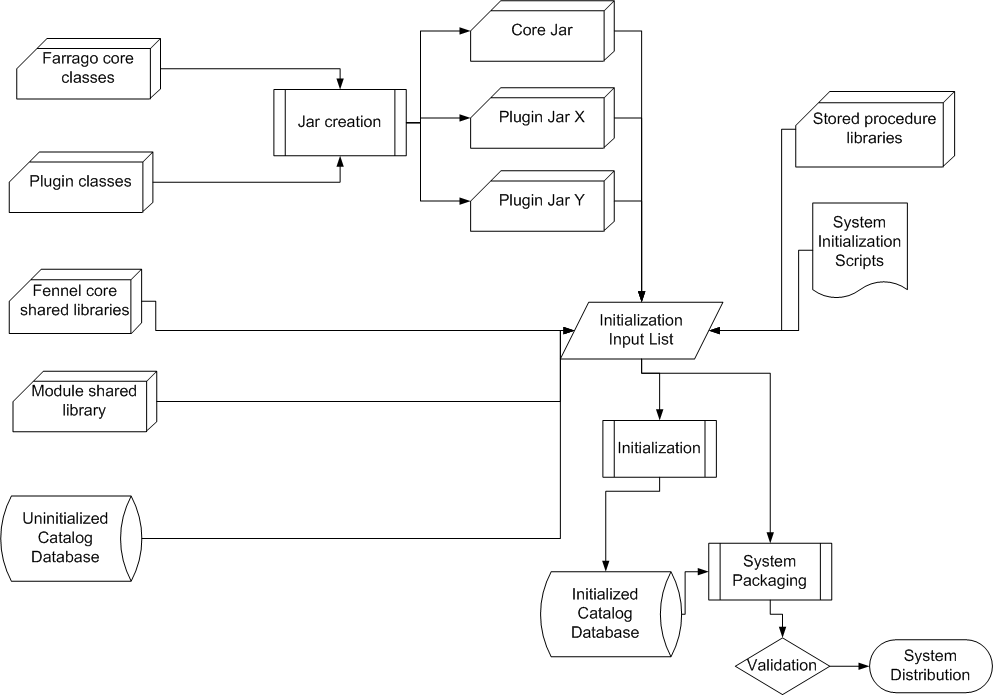 Farrago core
classes
Core Jar
Jar creation
Plugin Jar X
Stored procedure
libraries
Plugin classes
Plugin Jar Y
System
Initialization
Scripts
Fennel core
shared libraries
Initialization
Input List
Module shared
library
Initialization
Uninitialized
Catalog
Database
System
Packaging
Initialized
Catalog
Database
Validation
System
Distribution